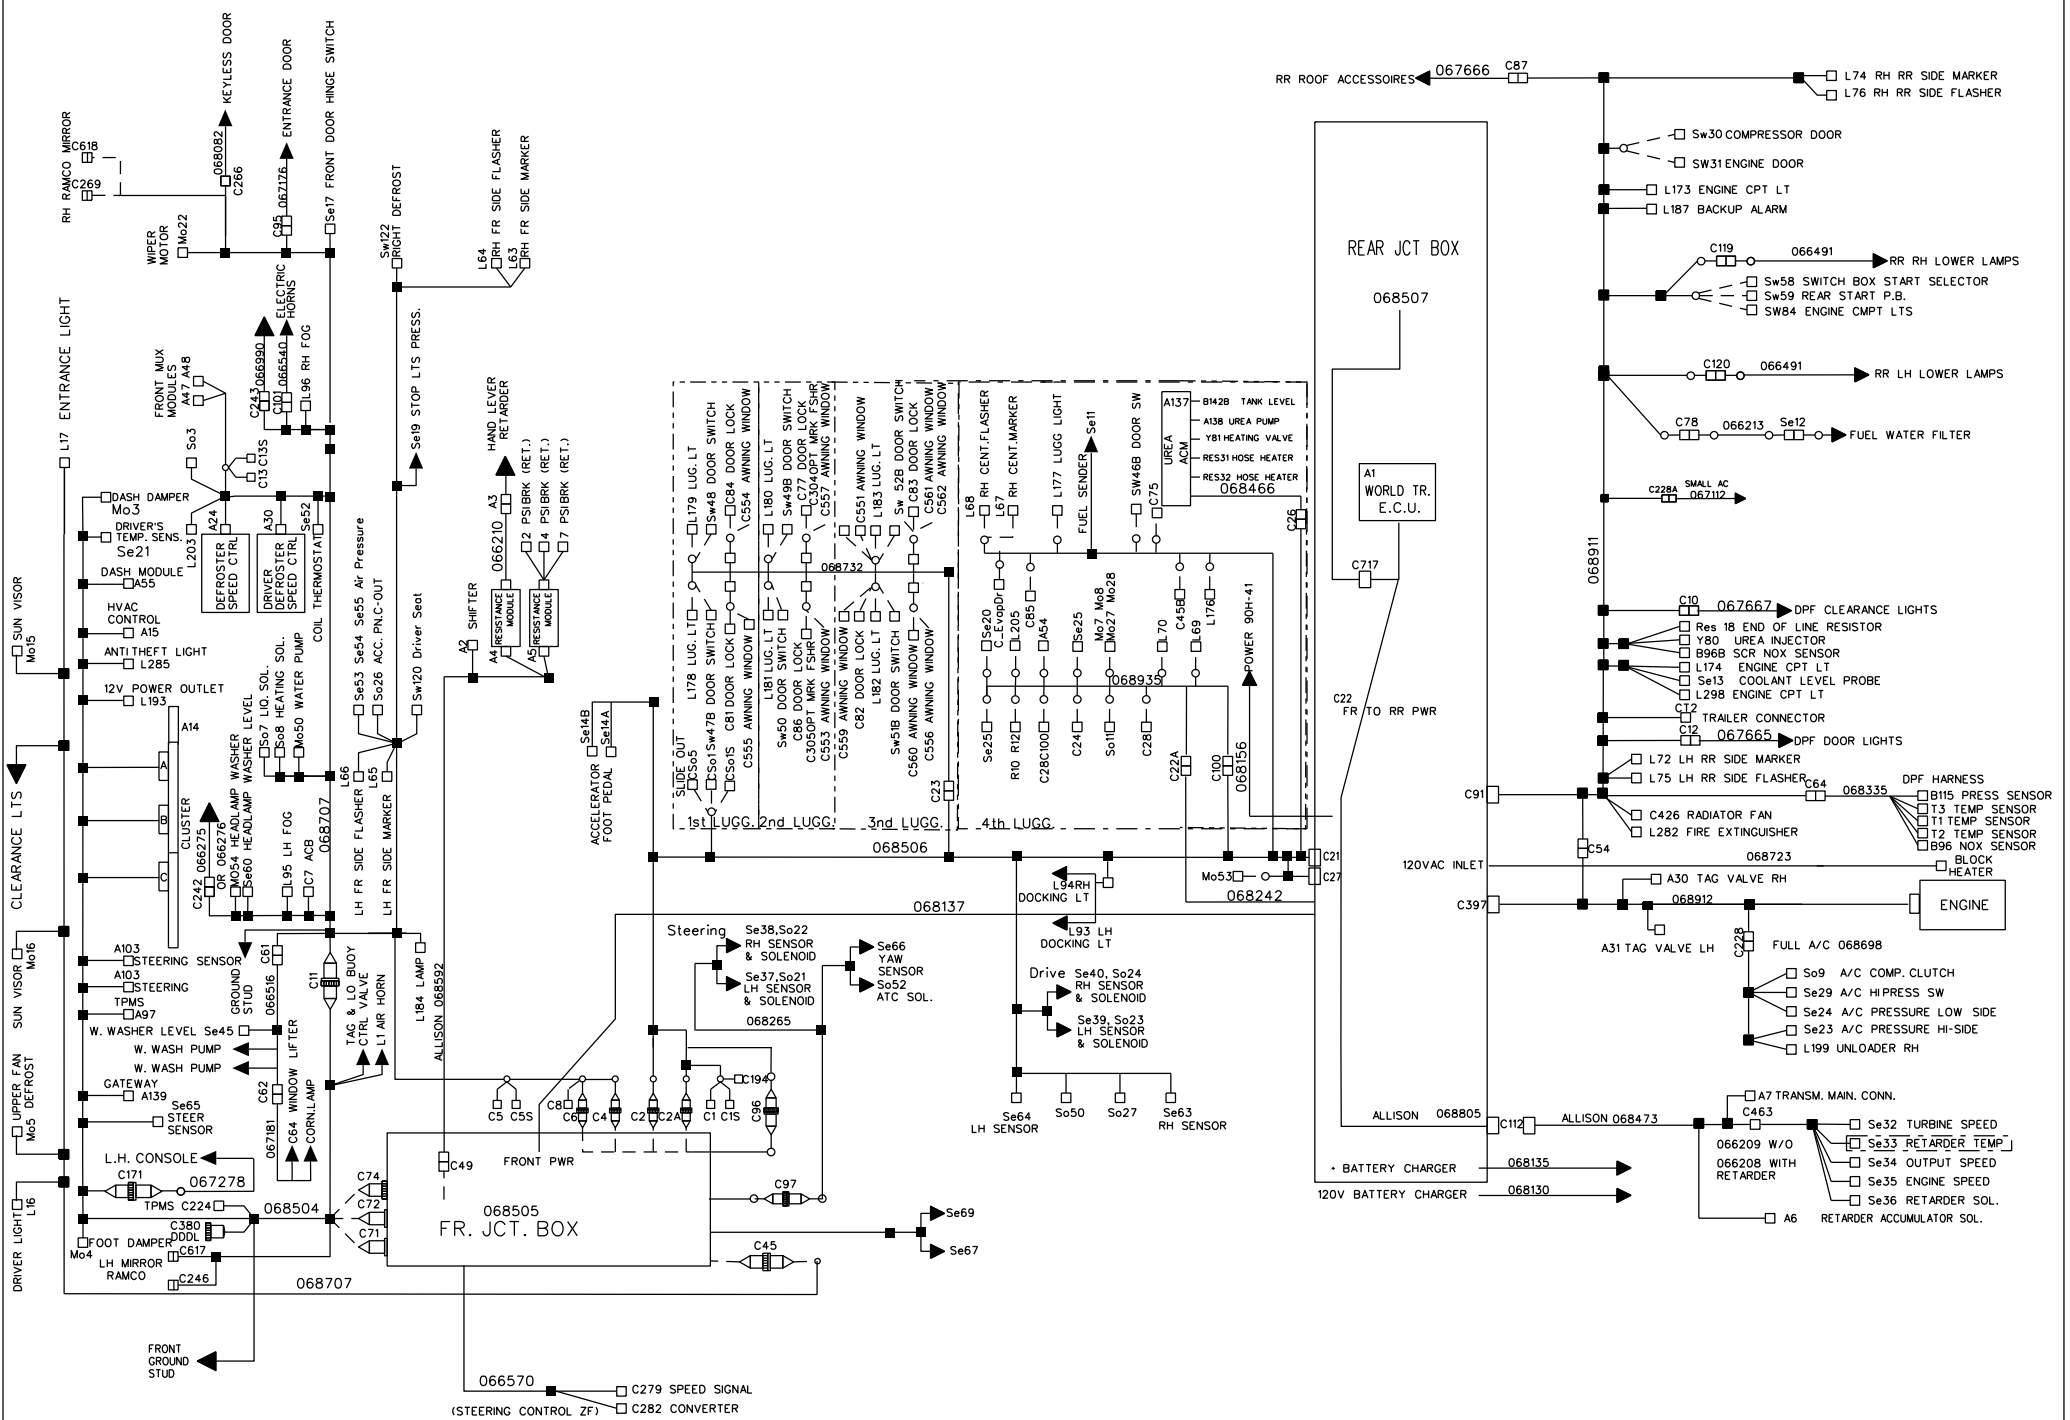 RH RAMCO MIRROR
C618
C269
068082
KEYLESS DOOR
C266
067176
ENTRANCE DOOR
C95
Se17 FRONT DOOR HINGE SWITCH
WIPER
MOTOR
Mo22
L17 ENTRANCE LIGHT
FRONT MUX
MODULES
A47 A48
C243
066990
C101
066540
ELECTRIC
HORNS
L96 RH FOG
So3
C13
C13S
DASH DAMPER
Mo3
DRIVER'S
TEMP. SENS.
Se21
L203
A24
DEFROSTER
SPEED CTRL
A30
DRIVER
DEFROSTER
SPEED CTRL
Se52
COIL THERMOSTAT
DASH MODULE
A55
HVAC
CONTROL
A15
ANTI THEFT LIGHT
L285
12V POWER OUTLET
L193
A14
A
B
C
CLUSTER
SUN VISOR
Mo15
CLEARANCE LTS
SUN VISOR
Mo16
UPPER FAN
Mo5 DEFROST
DRIVER LIGHT
L16
So7 LIQ. SOL.
So8 HEATING SOL.
Mo50 WATER PUMP
C242
066275
OR 066276
MO54 HEADLAMP WASHER
Se60 HEADLAMP WASHER LEVEL
L95 LH FOG
C7 ACB
068707
A103
STEERING SENSOR
A103
STEERING
TPMS
A97
W. WASHER LEVEL Se45
W. WASH PUMP
W. WASH PUMP
GATEWAY
A139
Se65
STEER
SENSOR
L.H. CONSOLE
C171
067278
TPMS C224
C380
DDDL
FOOT DAMPER
Mo4
C617
LH MIRROR
RAMCO
C246
068504
068707
FRONT
GROUND
STUD
GROUND
STUD
C61
066516
C62
067181
C64 WINDOW LIFTER
CORN.LAMP
C11
TAG & LO BUOY
CTRL VALVE
L1 AIR HORN
L184 LAMP
ALLISON 068592
Sw122
RIGHT DEFROST
L64
RH FR SIDE FLASHER
L63
RH FR SIDE MARKER
Se19 STOP LTS PRESS.
Se53 Se54 Se55 Air Pressure
So26 ACC. PN.C-OUT
Sw120 Driver Seat
L66
L65
LH FR SIDE FLASHER
LH FR SIDE MARKER
HAND LEVER
RETARDER
A3
066210
2 PSIBRK (RET.)
4 PSIBRK (RET.)
7 PSIBRK (RET.)
A2 SHIFTER
A4
RESISTANCE
MODULE
A5
RESISTANCE
MODULE
Se14B
Se14A
ACCELERATOR
FOOT PEDAL
L179 LUG. LT
Sw48 DOOR SWITCH
C84 DOOR LOCK
C554 AWNING WINDOW
L180 LUG. LT
Sw49B DOOR SWITCH
C77 DOOR LOCK
C304OPT MRK FSHR
C557 AWNING WINDOW
C551 AWNING WINDOW
L183 LUG. LT
Sw 52B DOOR SWITCH
C83 DOOR LOCK
C561 AWNING WINDOW
C562 AWNING WINDOW
068732
L178 LUG. LT
Sw47B DOOR SWITCH
C81 DOOR LOCK
C555 AWNING WINDOW
L181 LUG. LT
Sw50 DOOR SWITCH
C86 DOOR LOCK
C305OPT MRK FSHR
C553 AWNING WINDOW
C559 AWNING WINDOW
C82 DOOR LOCK
L182 LUG. LT
Sw51B DOOR SWITCH
C560 AWNING WINDOW
C556 AWNING WINDOW
SLIDE OUT
CSo5
CSo1
CSo1S
C23
1st LUGG.
2nd LUGG.
3rd LUGG.
4th LUGG.
L68
RH CENT.FLASHER
L67
RH CENT.MARKER
L177 LUGG LIGHT
FUEL SENDER
Se11
SW46B DOOR SW
C75
A137
UREA
ACM
B142B TANK LEVEL
A138 UREA PUMP
Y81 HEATING VALVE
RES31 HOSE HEATER
RES32 HOSE HEATER
068466
C26
Se20
C_EvapDr
L205
C85
A54
Se25
Mo7 Mo8
Mo27 Mo28
L70
C45B
L69
L176
068935
Se25
R10 R12
C28C100
C24
So11
C28
C22A
C100
POWER 90H-41
068156
068506
C21
Mo53
C27
068242
L94RH
DOCKING LT
L93 LH
DOCKING LT
068137
Steering
Se38,So22
RH SENSOR
& SOLENOID
Se37,So21
LH SENSOR
& SOLENOID
068265
Se66
YAW
SENSOR
So52
ATC SOL.
Drive
Se40, So24
RH SENSOR
& SOLENOID
Se39, So23
LH SENSOR
& SOLENOID
Se64
LH SENSOR
So50
So27
Se63
RH SENSOR
C5
C5S
C8
C6
C4
C2
C2A
C1
C1S
C194
C96
FRONT PWR
C49
C74
C72
C71
068505
FR. JCT. BOX
C97
C45
Se69
Se67
066570
(STEERING CONTROL ZF)
C279 SPEED SIGNAL
C282 CONVERTER
RR ROOF ACCESSOIRES
067666
C87
L74 RH RR SIDE MARKER
L76 RH RR SIDE FLASHER
Sw30 COMPRESSOR DOOR
SW31 ENGINE DOOR
L173 ENGINE CPT LT
L187 BACKUP ALARM
REAR JCT BOX
068507
C119
066491
RR RH LOWER LAMPS
Sw58 SWITCH BOX START SELECTOR
Sw59 REAR START P.B.
SW84 ENGINE CMPT LTS
C120
066491
RR LH LOWER LAMPS
C78
066213
Se12
FUEL WATER FILTER
A1
WORLD TR.
E.C.U.
C228A
SMALL AC
067112
C717
068911
C10
067667
DPF CLEARANCE LIGHTS
Res 18 END OF LINE RESISTOR
Y80 UREA INJECTOR
B96B SCR NOX SENSOR
L174 ENGINE CPT LT
Se13 COOLANT LEVEL PROBE
L298 ENGINE CPT LT
CT2
TRAILER CONNECTOR
C12
067665
DPF DOOR LIGHTS
C22
FR TO RR PWR
L72 LH RR SIDE MARKER
L75 LH RR SIDE FLASHER
C64
068335
DPF HARNESS
B115 PRESS SENSOR
T3 TEMP SENSOR
T1 TEMP SENSOR
T2 TEMP SENSOR
B96 NOX SENSOR
C91
C426 RADIATOR FAN
L282 FIRE EXTINGUISHER
C54
120VAC INLET
068723
BLOCK
HEATER
A30 TAG VALVE RH
C397
068912
ENGINE
A31 TAG VALVE LH
C228
FULL A/C 068698
So9 A/C COMP. CLUTCH
Se29 A/C HI PRESS SW
Se24 A/C PRESSURE LOW SIDE
Se23 A/C PRESSURE HI-SIDE
L199 UNLOADER RH
A7 TRANSM. MAIN. CONN.
ALLISON
068805
C112
ALLISON 068473
C463
066209 W/O
066208 WITH
RETARDER
Se32 TURBINE SPEED
Se33 RETARDER TEMP
Se34 OUTPUT SPEED
Se35 ENGINE SPEED
Se36 RETARDER SOL.
+ BATTERY CHARGER
068135
120V BATTERY CHARGER
068130
A6 RETARDER ACCUMULATOR SOL.